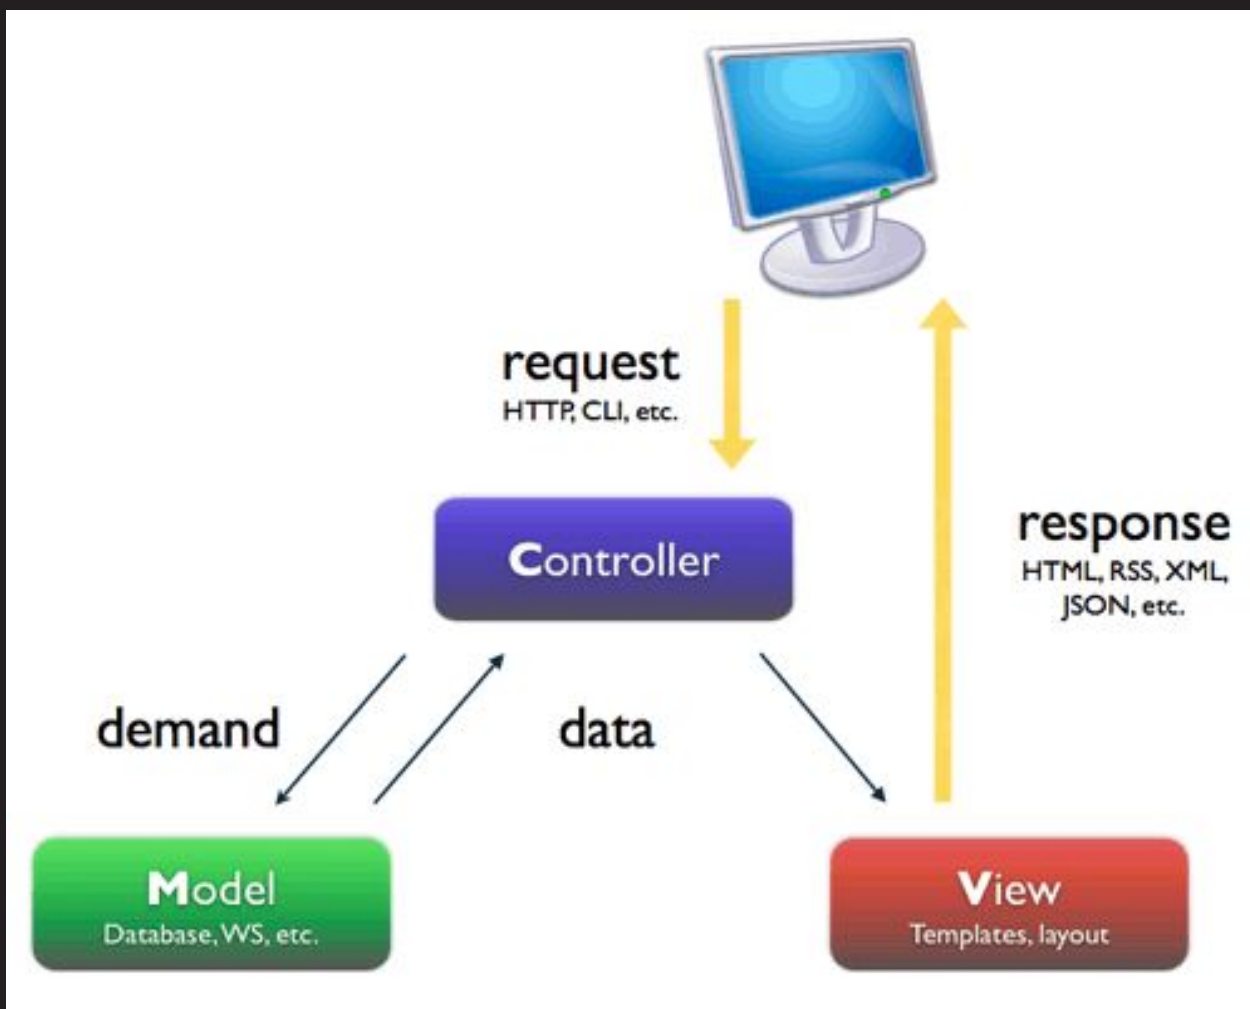 request
HTTP, CLI, etc.
Controller
response
HTML, RSS, XML,
JSON, etc.
demand
data
Model
Database, WS, etc.
View
Templates, layout